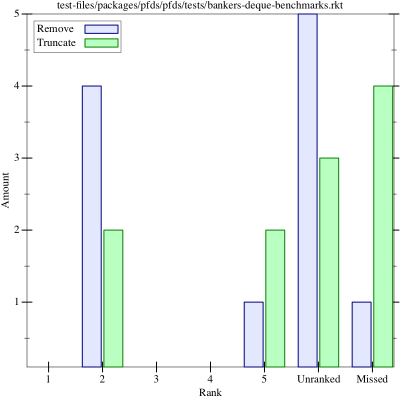 test-files/packages/pfds/pfds/tests/bankers-deque-benchmarks.rkt
Remove
Truncate
5
4
3
2
1
Amount
1 2 3 4 5 Unranked Missed
Rank